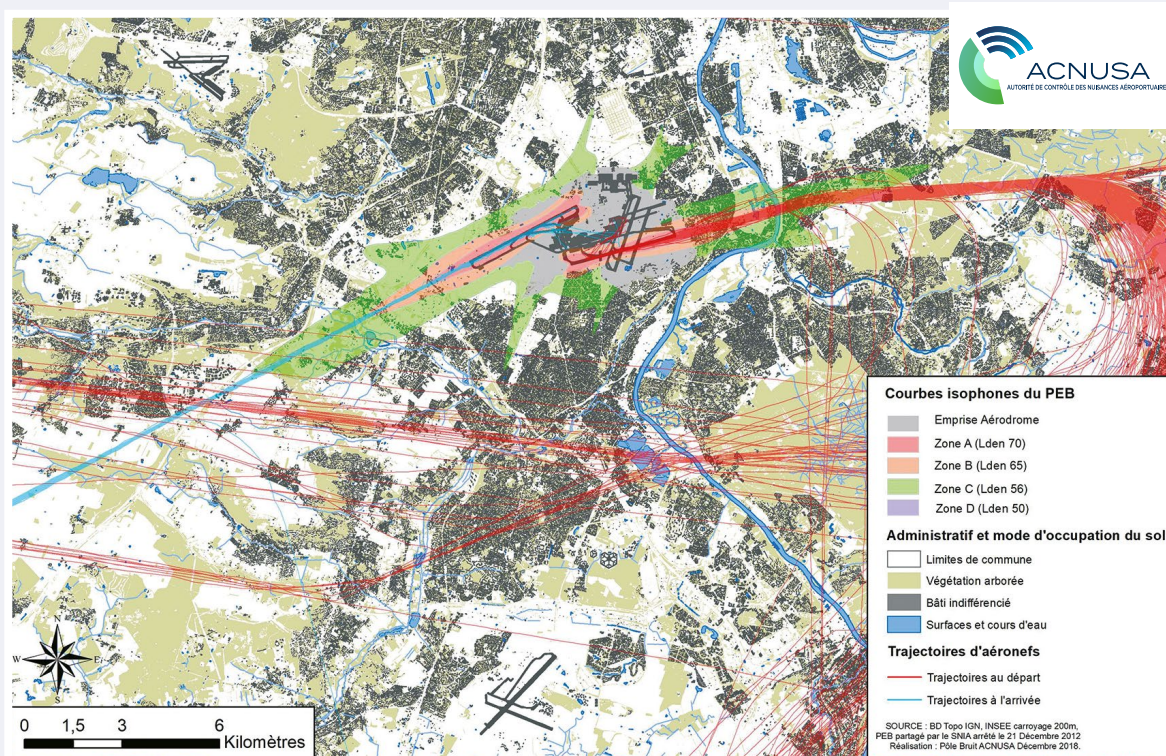 ACNUSA
AUTORITÉ DE CONTRÔLE DES NUISANCES AÉROPORTUAIRES
Courbes isophones du PEB
Emprise Aérodrome
Zone A (Lden 70)
Zone B (Lden 65)
Zone C (Lden 56)
Zone D (Lden 50)
Administratif et mode d'occupation du sol
Limites de commune
Végétation arborée
Bâti indifférencié
Surfaces et cours d'eau
Trajectoires d'aéronefs
Trajectoires au départ
Trajectoires à l'arrivée
SOURCE : BD Topo IGN, INSEE carroyage 200m,
PEB partagé par le SNIA arrêté le 21 Décembre 2012
Réalisation : Pôle Bruit ACNUSA Décembre 2018.
N
W
E
S
0 1,5 3 6
Kilomètres